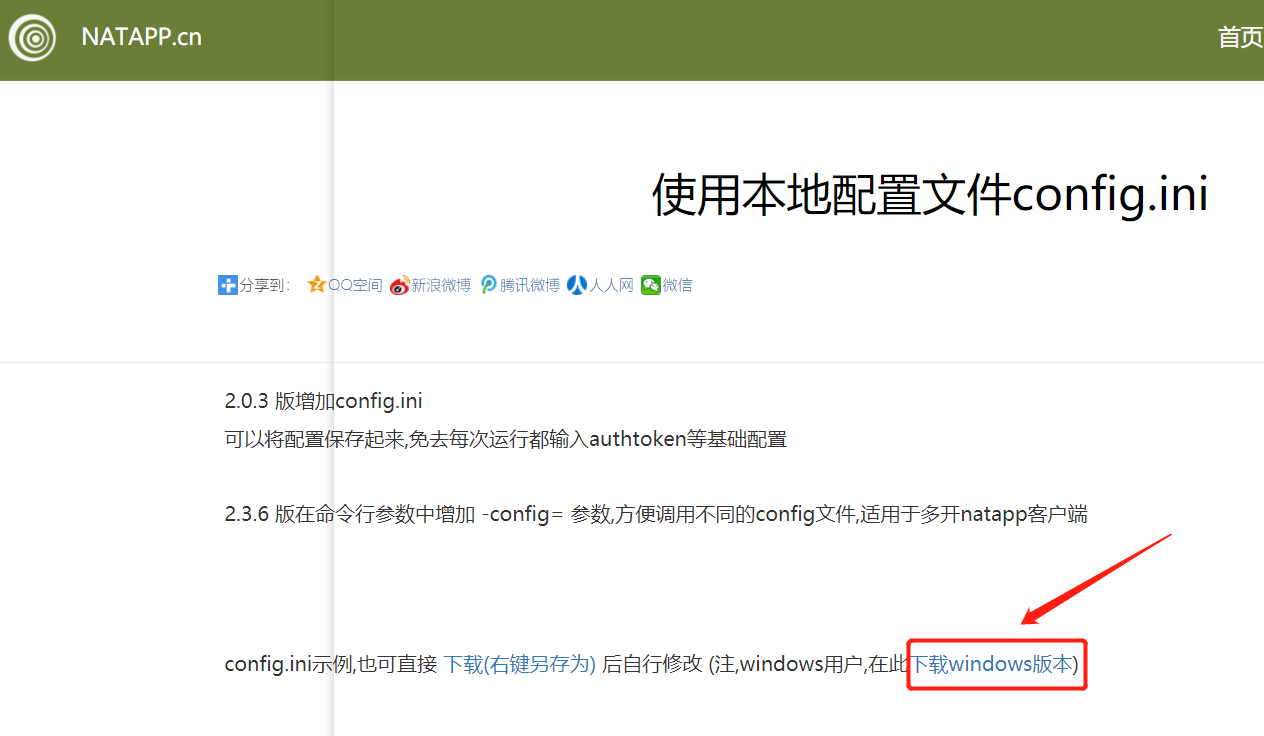 NATAPP.cn
首页
使用本地配置文件config.ini
分享到: QQ空间 新浪微博 腾讯微博 人人网 微信
2.0.3 版增加config.ini
可以将配置保存起来,免去每次运行都输入authtoken等基础配置
2.3.6 版在命令行参数中增加 -config= 参数,方便调用不同的config文件,适用于多开natapp客户端
config.ini示例,也可直接 下载(右键另存为) 后自行修改 (注,windows用户,在此下载windows版本)